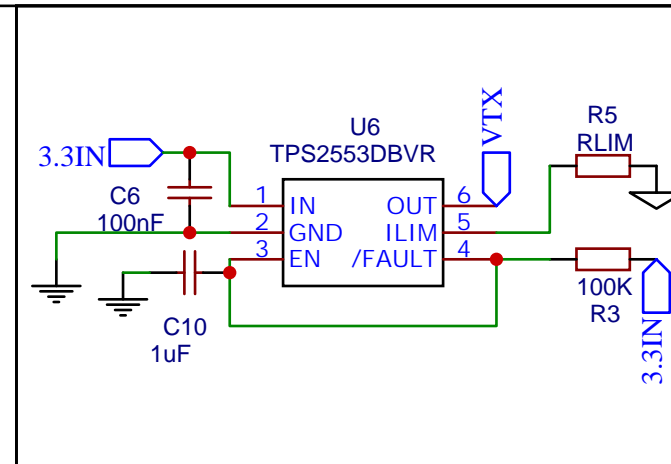 VTX
R5
RLIM
U6
TPS2553DBVR
3.3IN
C6
100nF
1 IN OUT 6
2 GND ILIM 5
3 EN /FAULT 4
C10
1uF
100K
R3
3.3IN